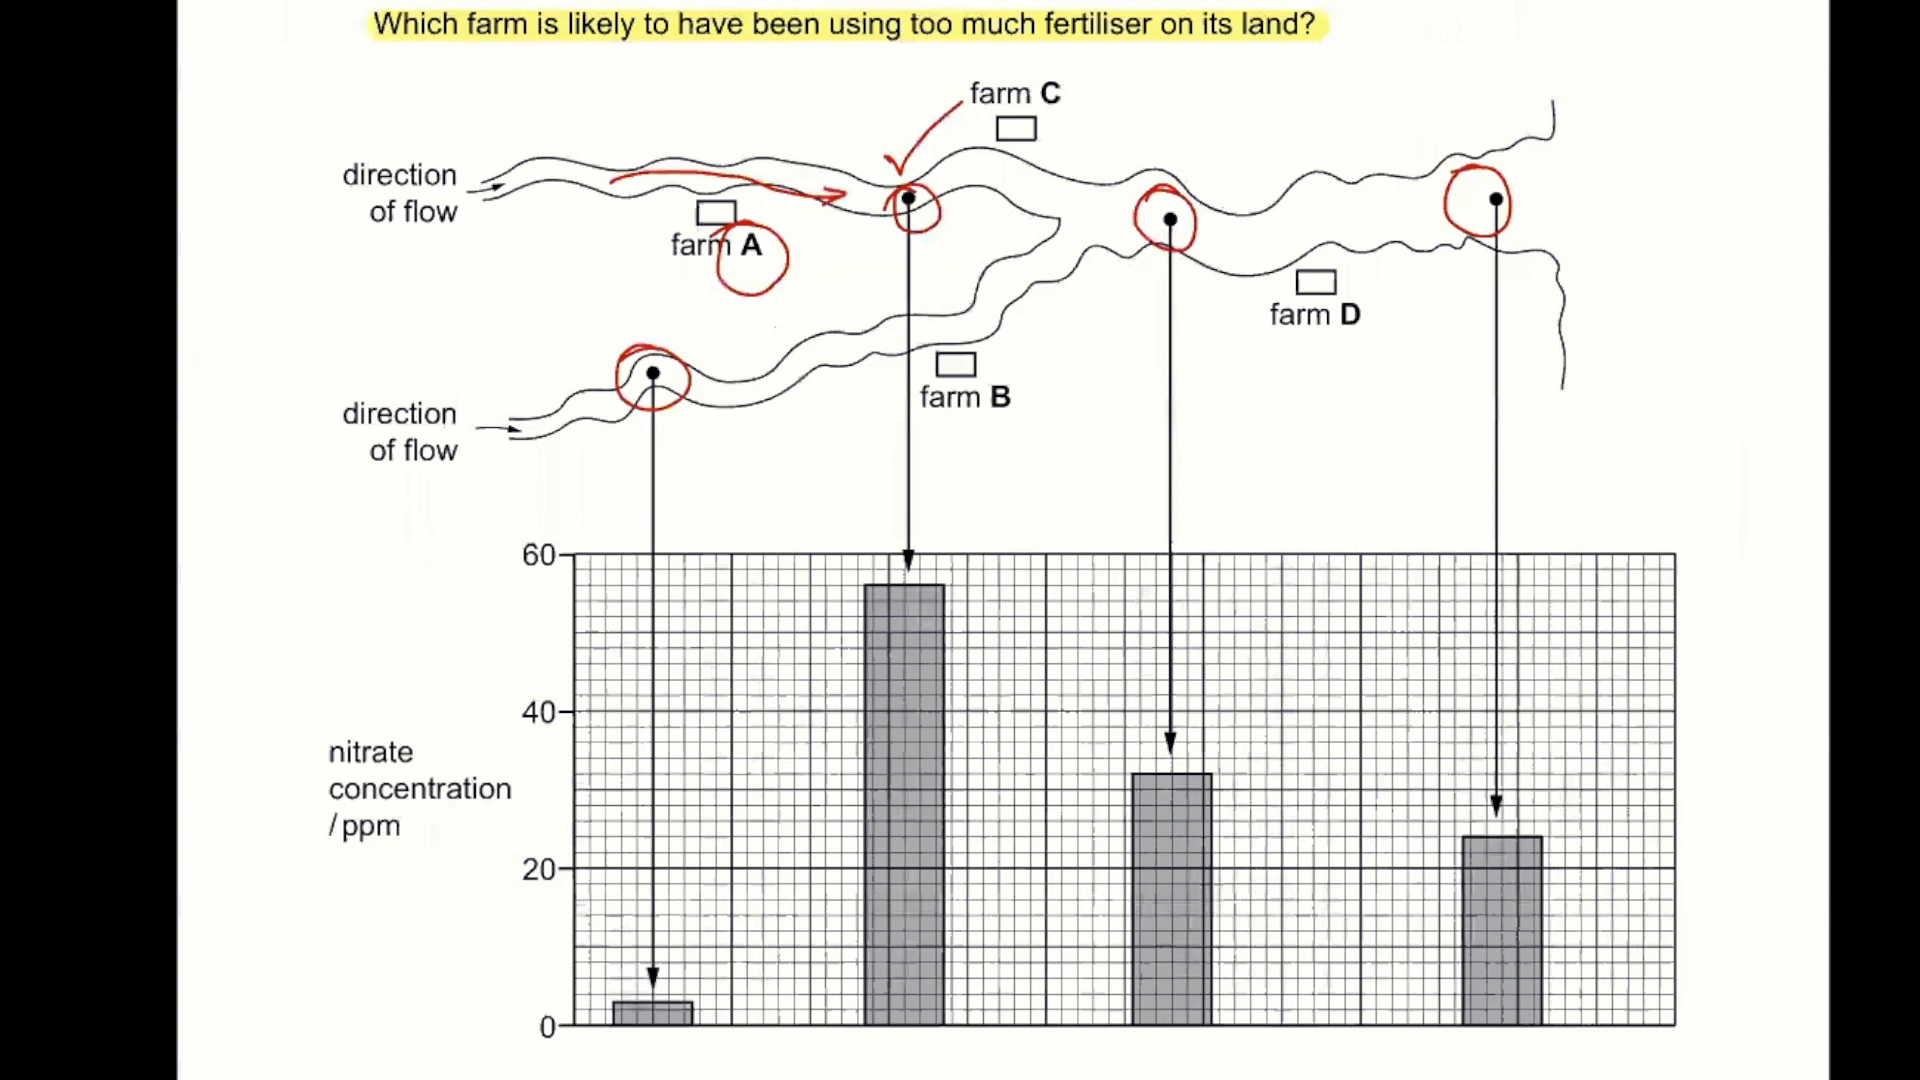 Which farm is likely to have been using too much fertiliser on its land?
farm C
direction
of flow
farm A
farm D
farm B
direction
of flow
60
40
nitrate
concentration
/ ppm
20
0